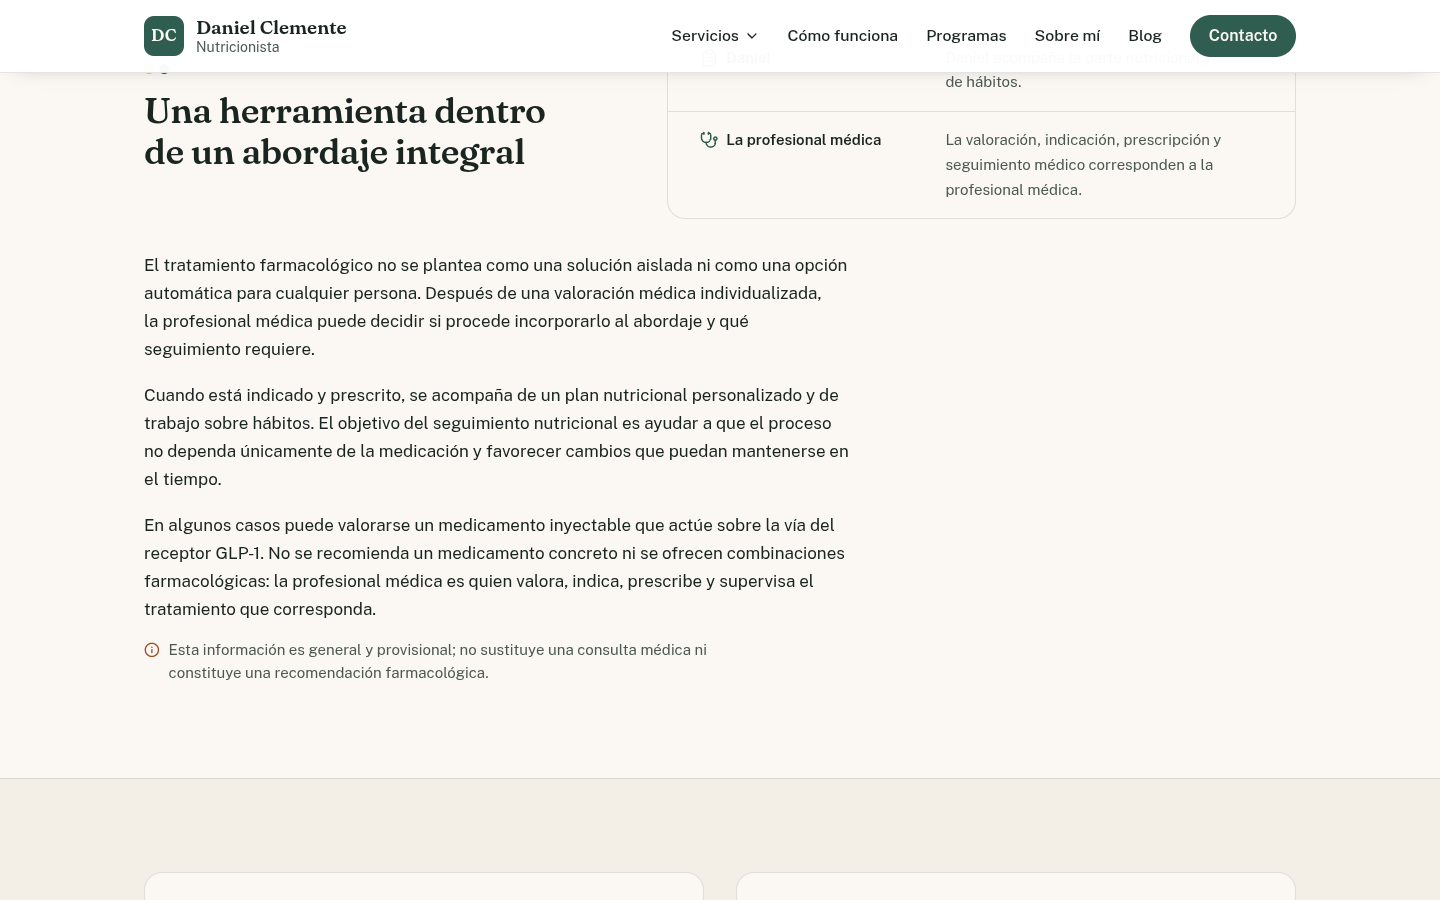 DC
Daniel Clemente
Nutricionista
Servicios
Cómo funciona
Programas
Sobre mí
Blog
Contacto
Una herramienta dentro
de un abordaje integral
Daniel
de hábitos.
La profesional médica
La valoración, indicación, prescripción y
seguimiento médico corresponden a la
profesional médica.
El tratamiento farmacológico no se plantea como una solución aislada ni como una opción
automática para cualquier persona. Después de una valoración médica individualizada,
la profesional médica puede decidir si procede incorporarlo al abordaje y qué
seguimiento requiere.
Cuando está indicado y prescrito, se acompaña de un plan nutricional personalizado y de
trabajo sobre hábitos. El objetivo del seguimiento nutricional es ayudar a que el proceso
no dependa únicamente de la medicación y favorecer cambios que puedan mantenerse en
el tiempo.
En algunos casos puede valorarse un medicamento inyectable que actúe sobre la vía del
receptor GLP-1. No se recomienda un medicamento concreto ni se ofrecen combinaciones
farmacológicas: la profesional médica es quien valora, indica, prescribe y supervisa el
tratamiento que corresponda.
Esta información es general y provisional; no sustituye una consulta médica ni
constituye una recomendación farmacológica.